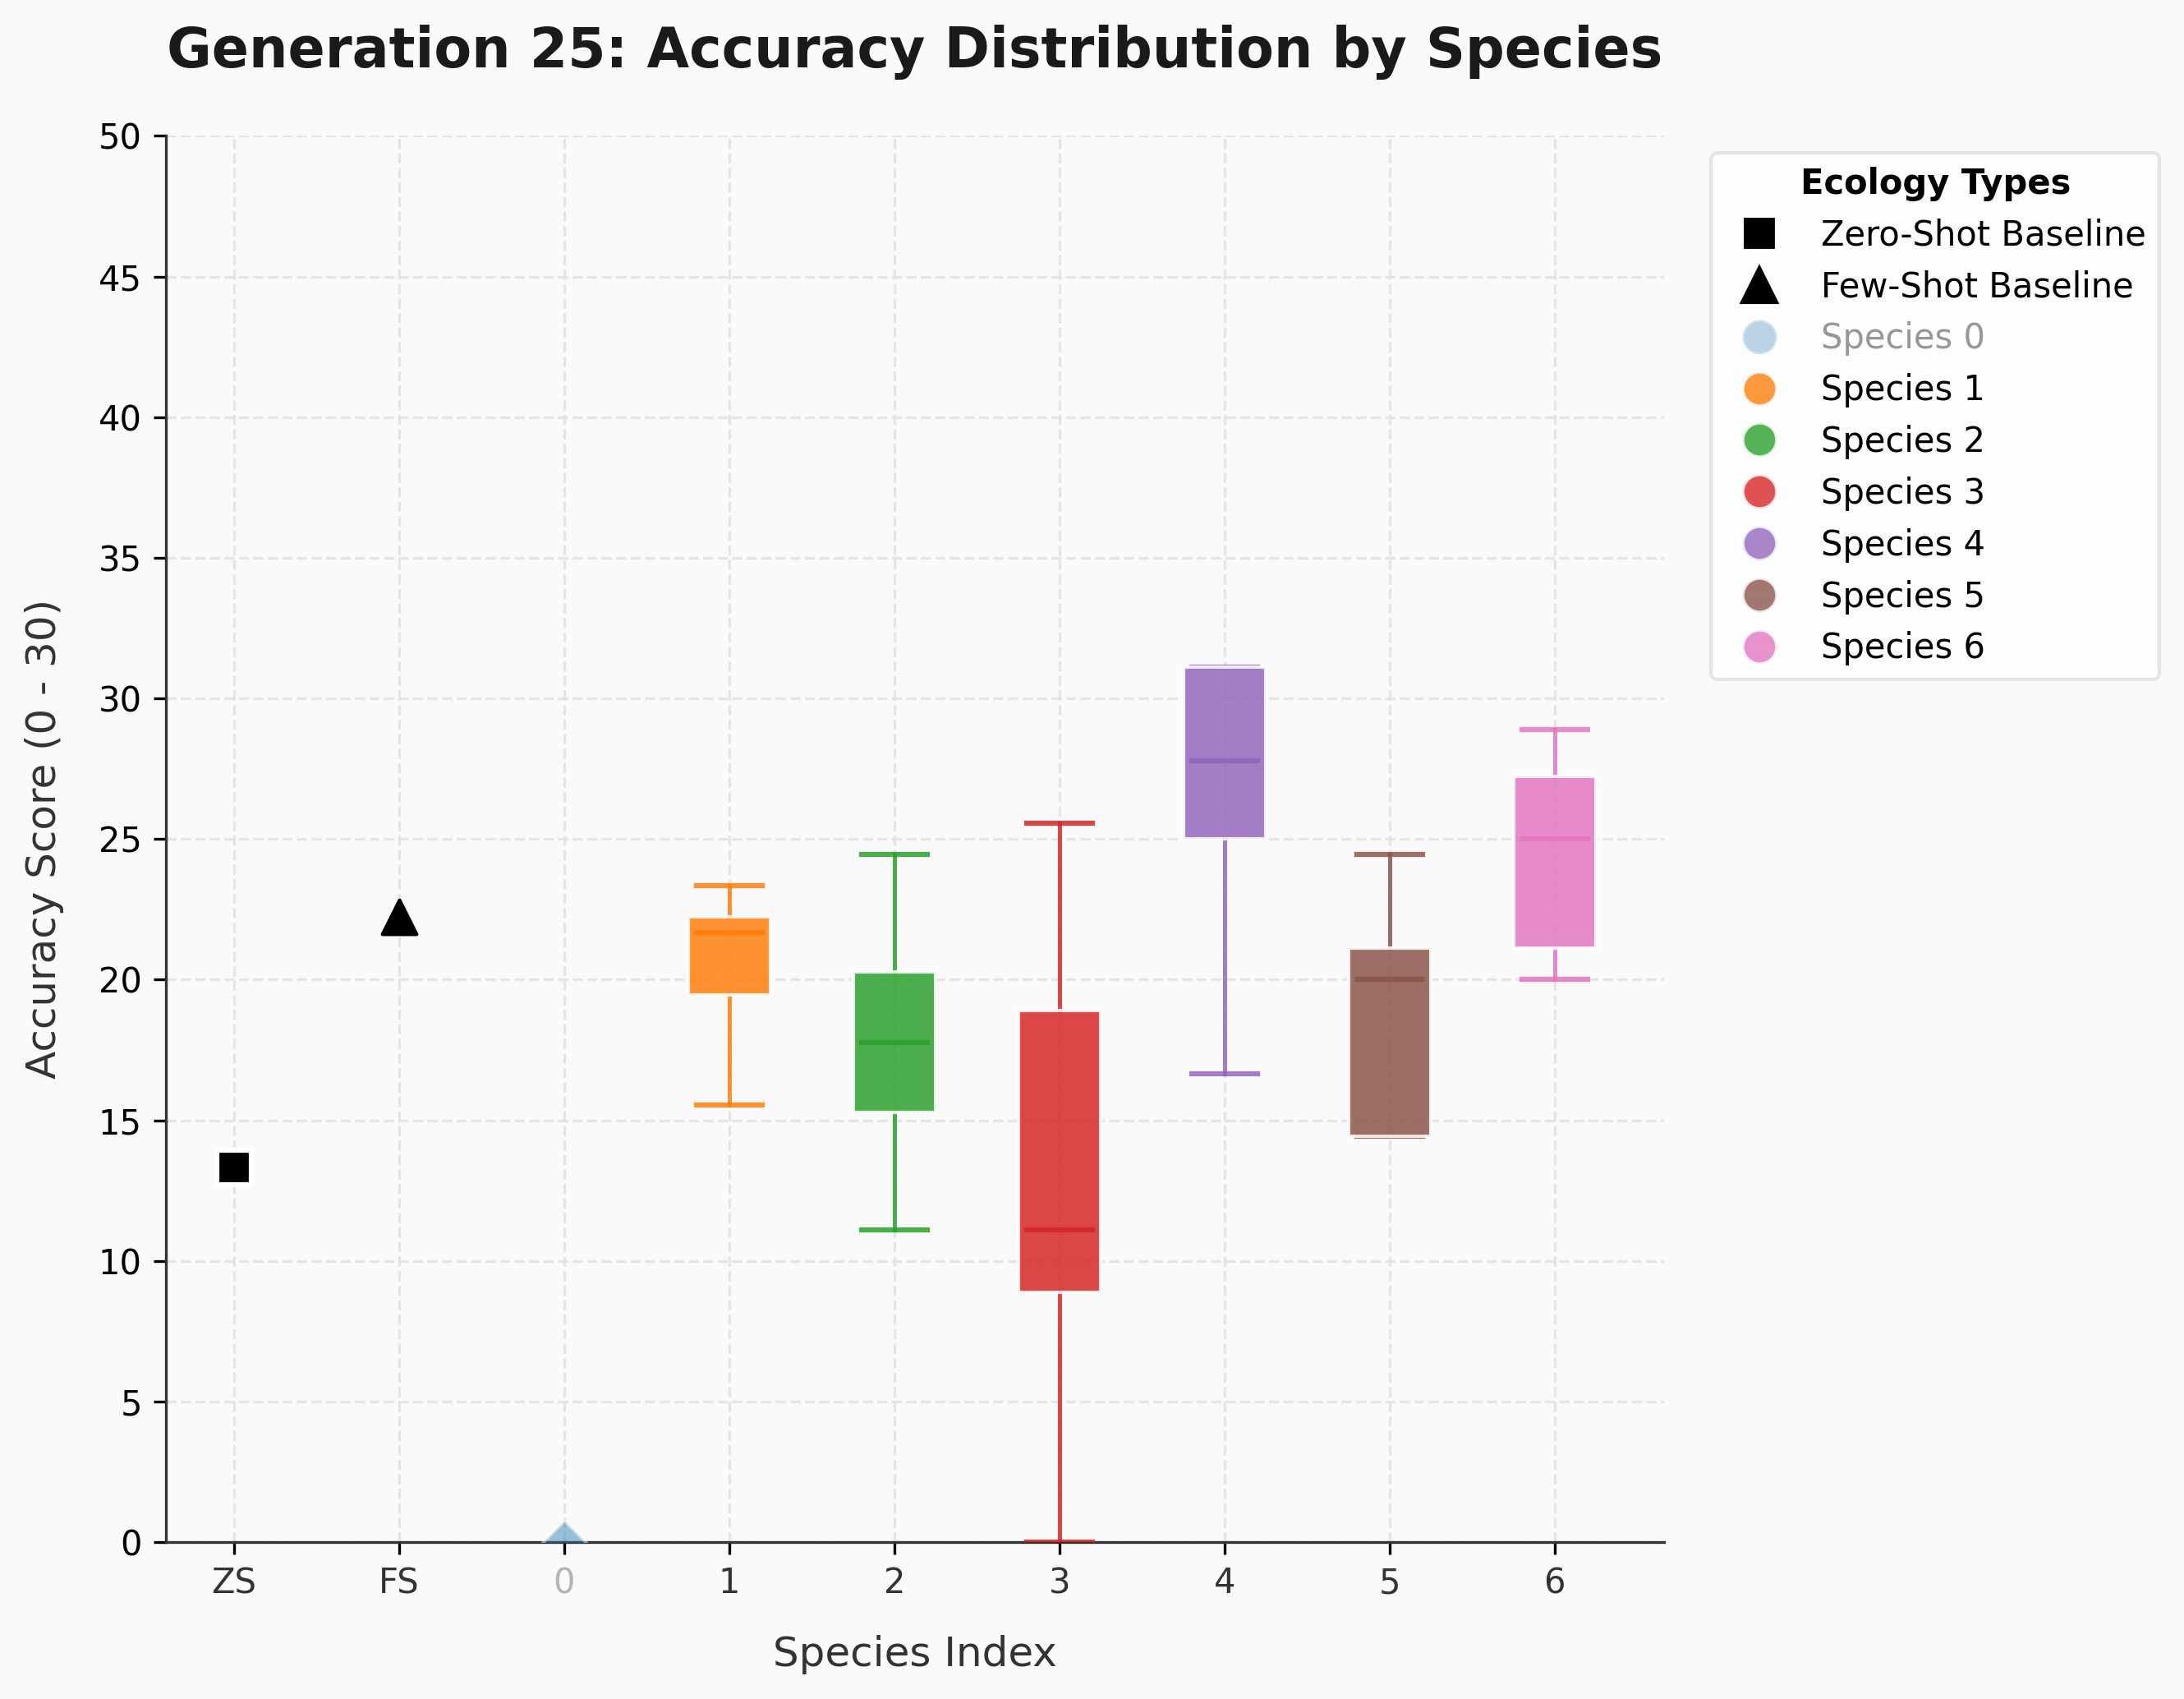 Generation 25: Accuracy Distribution by Species
Accuracy Score (0 - 30)
50
45
40
35
30
25
20
15
10
5
0
ZS FS 0 1 2 3 4 5 6
Species Index
Ecology Types
Zero-Shot Baseline
Few-Shot Baseline
Species 0
Species 1
Species 2
Species 3
Species 4
Species 5
Species 6